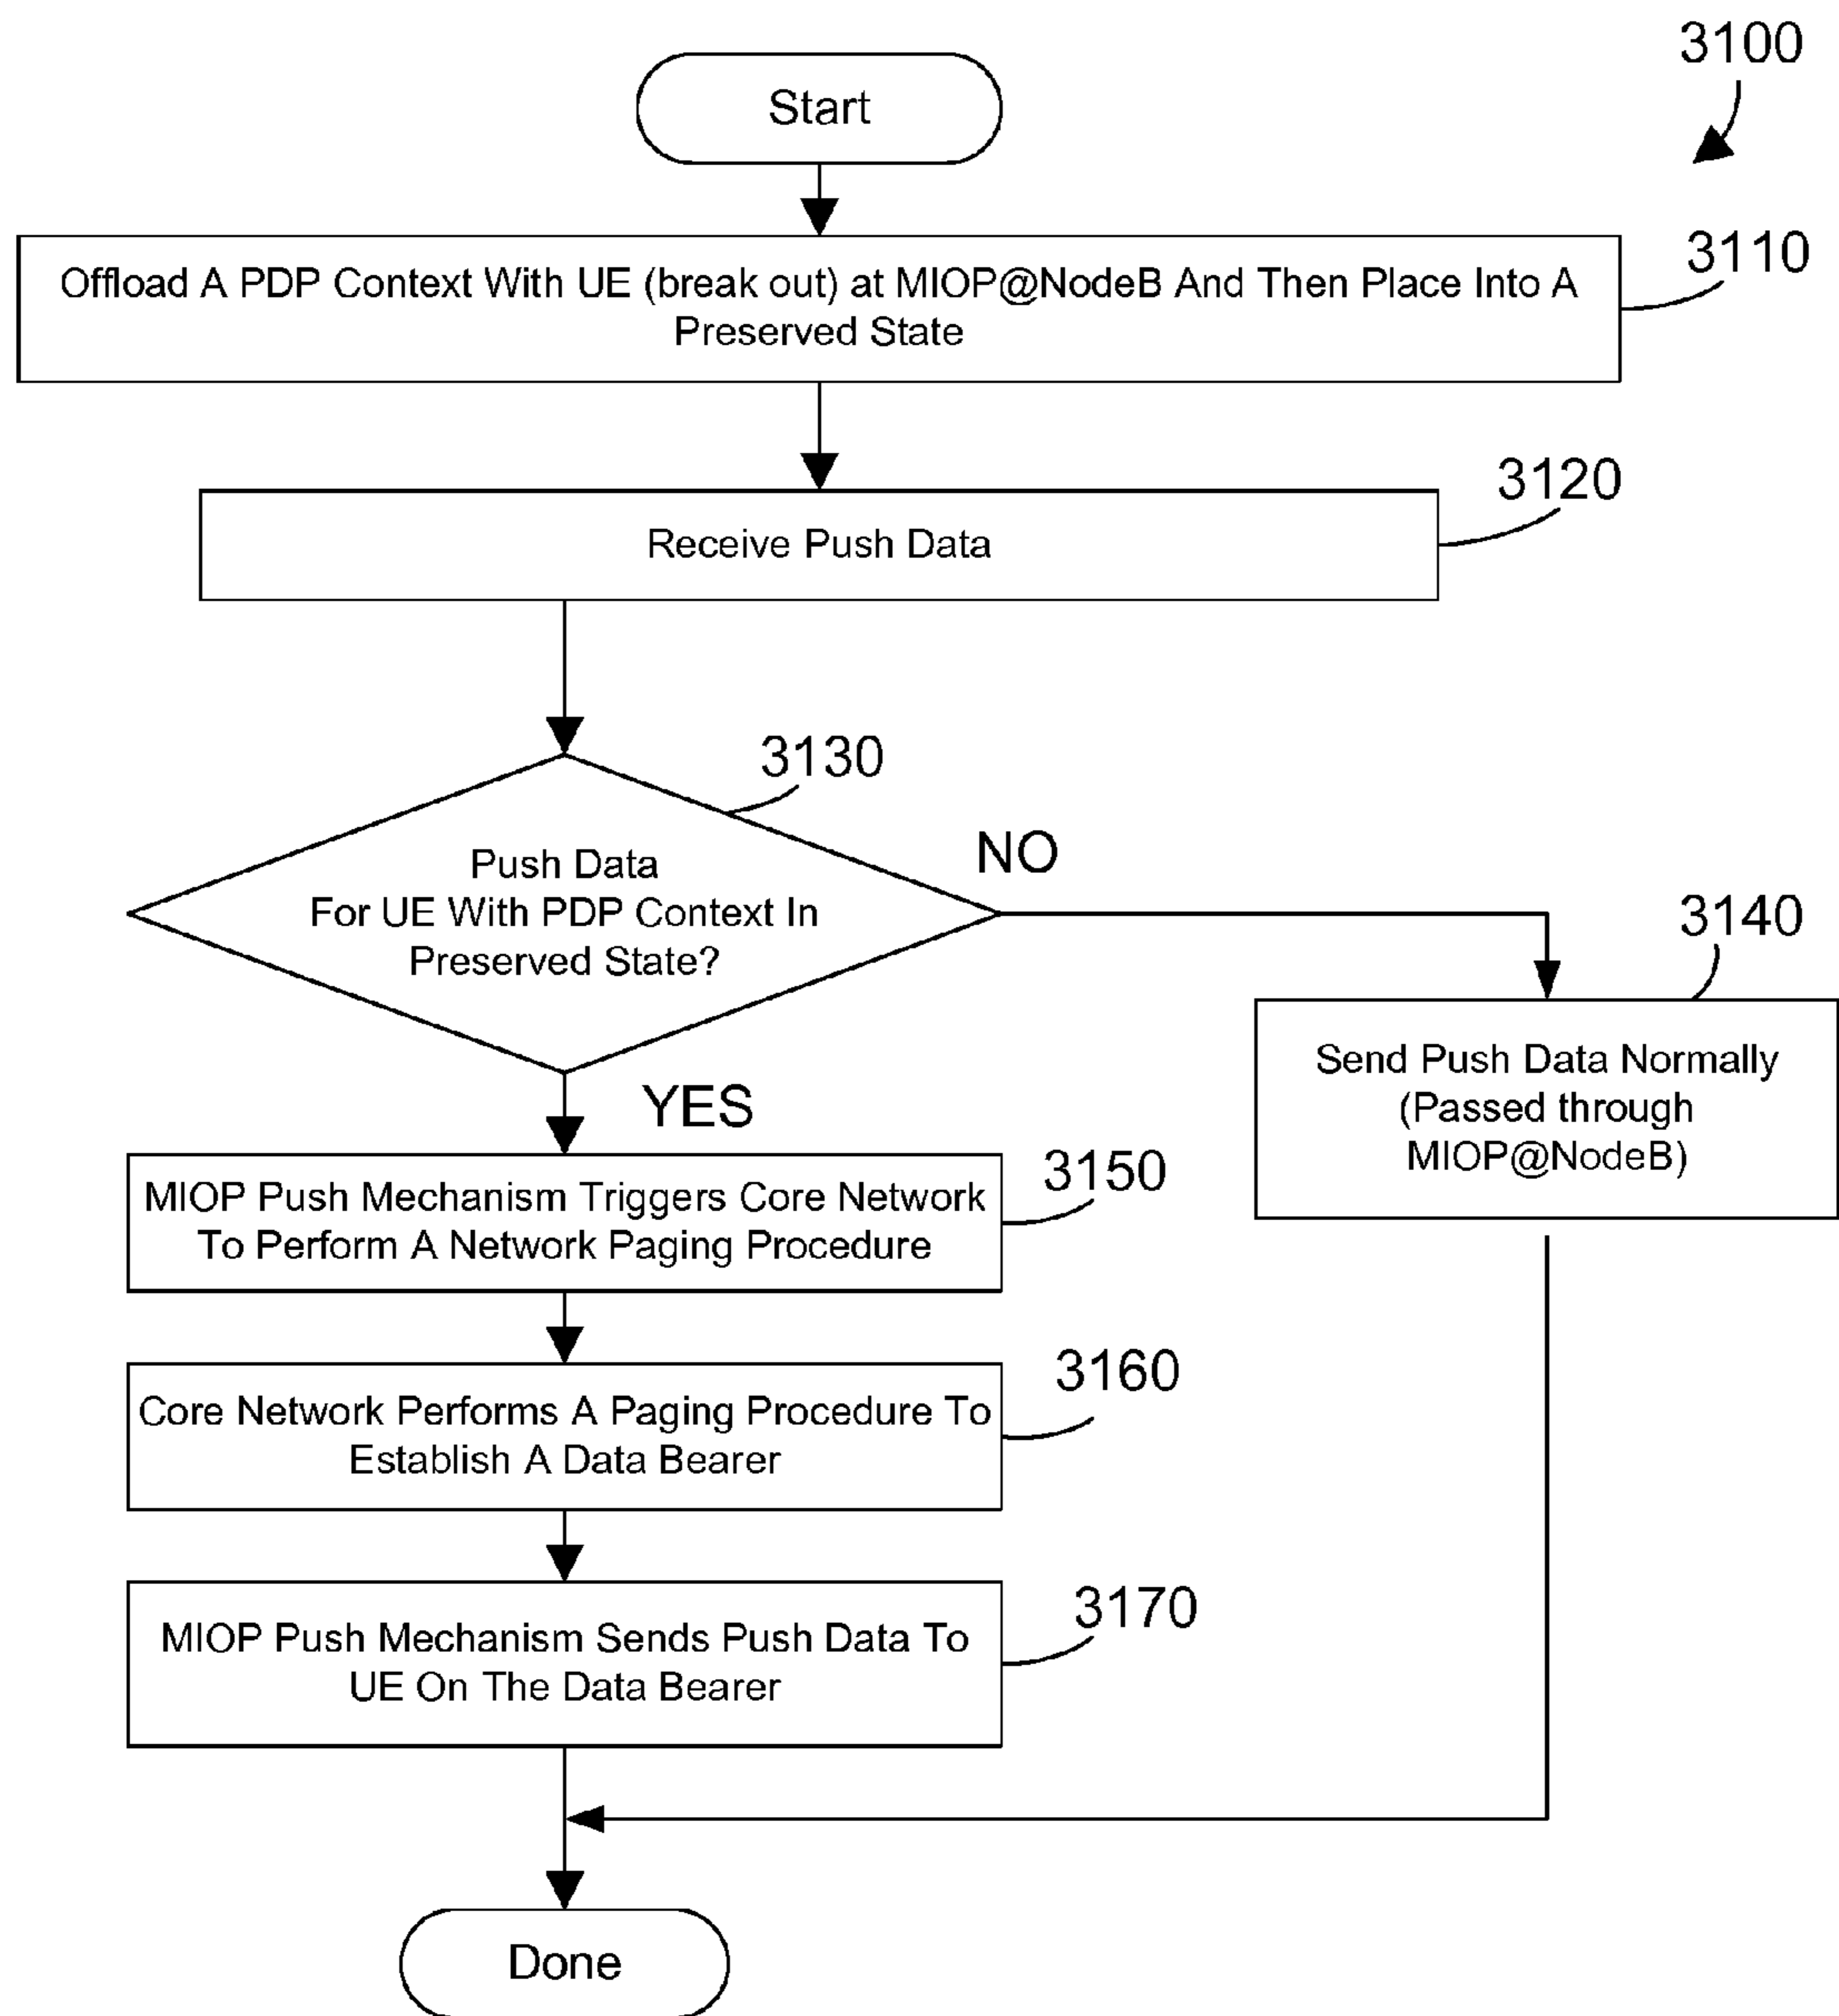 3100
Start
3110
Offload A PDP Context With UE (break out) at MIOP@NodeB And Then Place Into A
Preserved State
3120
Receive Push Data
3130
Push Data
For UE With PDP Context In
Preserved State?
NO
3140
Send Push Data Normally
(Passed through
MIOP@NodeB)
YES
3150
MIOP Push Mechanism Triggers Core Network
To Perform A Network Paging Procedure
3160
Core Network Performs A Paging Procedure To
Establish A Data Bearer
3170
MIOP Push Mechanism Sends Push Data To
UE On The Data Bearer
Done